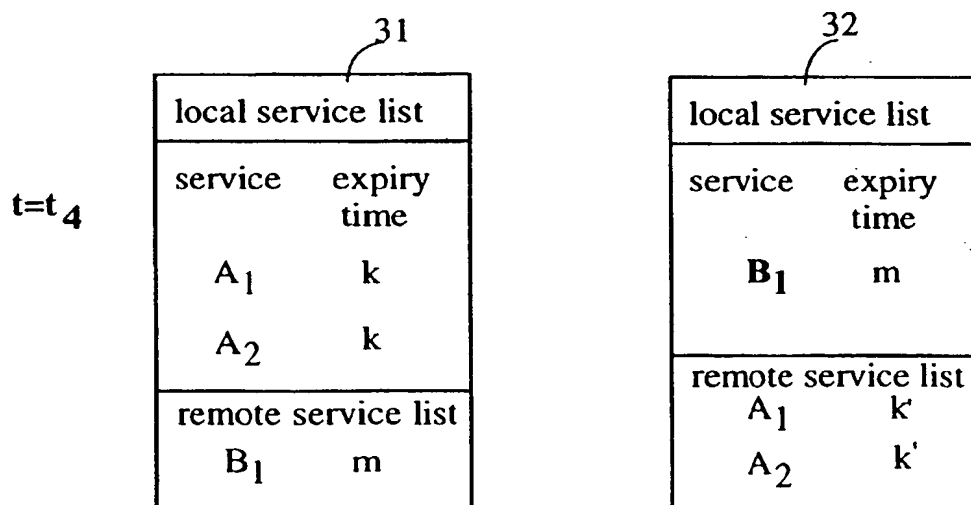 31
local service list
service expiry
time
t=t4
A1 k
A2 k
remote service list
B1 m
32
local service list
service expiry
time
B1 m
remote service list
A1 k'
A2 k'